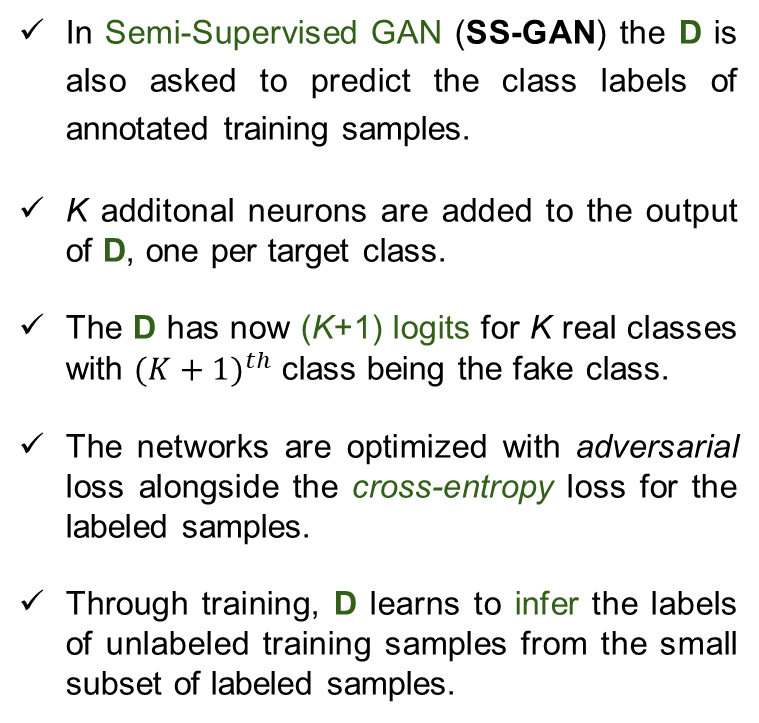 ✓ In Semi-Supervised GAN (SS-GAN) the D is
also asked to predict the class labels of
annotated training samples.
✓ K additonal neurons are added to the output
of D, one per target class.
✓ The D has now (K+1) logits for K real classes
with (K + 1)^{th} class being the fake class.
✓ The networks are optimized with adversarial
loss alongside the cross-entropy loss for the
labeled samples.
✓ Through training, D learns to infer the labels
of unlabeled training samples from the small
subset of labeled samples.